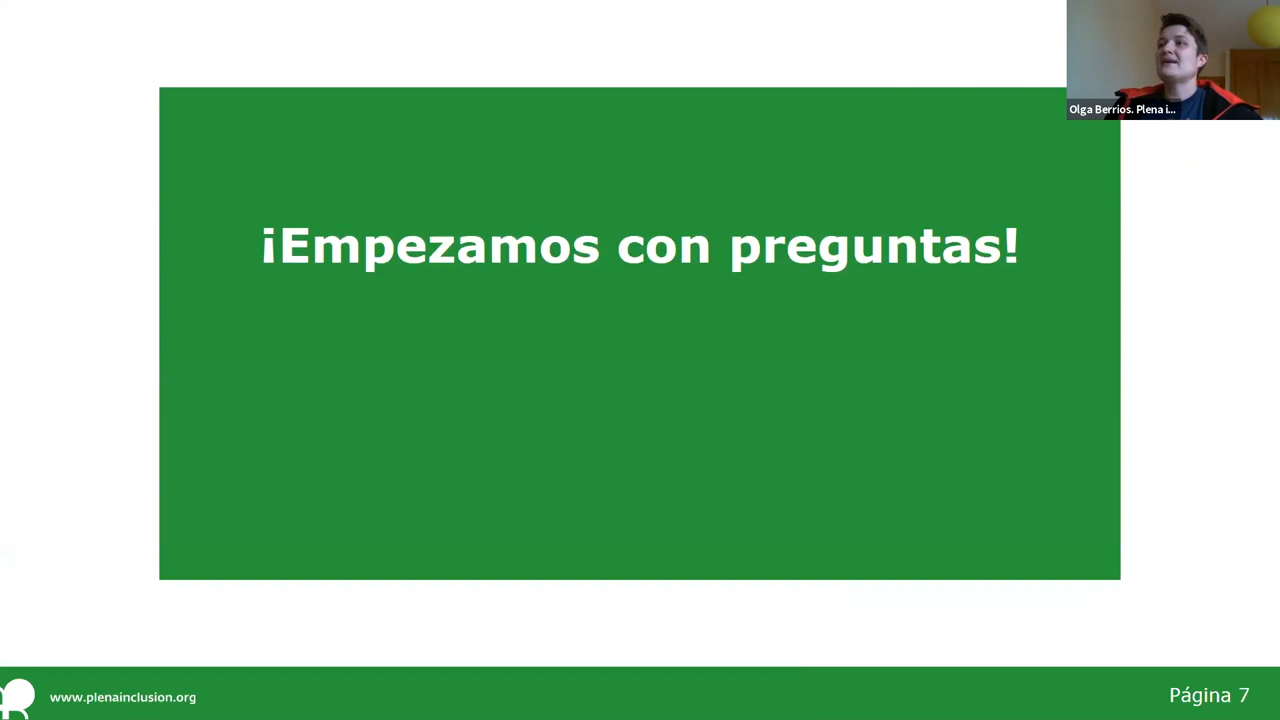 Olga Berrios. Plena i...
¡Empezamos con preguntas!
www.plenainclusion.org
Página 7